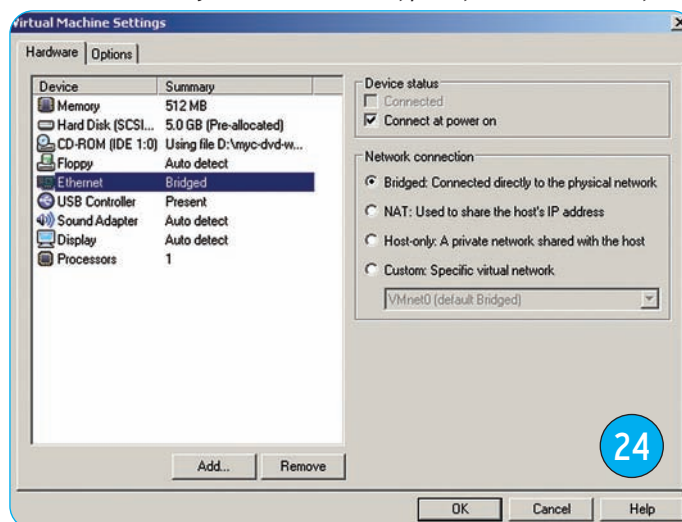 Virtual Machine Settings
Hardware
Options
Device Summary
Memory 512 MB
Hard Disk (SCSI... 5.0 GB (Pre-allocated)
CD-ROM (IDE 1:0) Using file D:\myc-dvd-w...
Floppy Auto detect
Ethernet Bridged
USB Controller Present
Sound Adapter Auto detect
Display Auto detect
Processors 1
Add... Remove
Device status
Connected
Connect at power on
Network connection
Bridged: Connected directly to the physical network
NAT: Used to share the host's IP address
Host-only: A private network shared with the host
Custom: Specific virtual network
VMnet0 (default Bridged)
24
OK Cancel Help